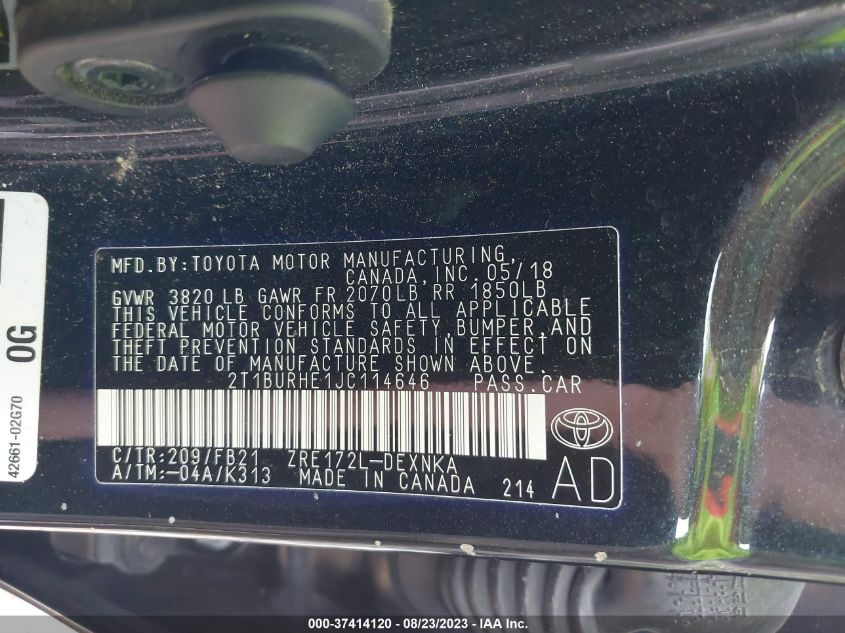 MFD.BY:TOYOTA MOTOR MANUFACTURING,
CANADA,INC. 05/18
GVWR 3820 LB GAWR FR 2070LB RR 1850LB
THIS VEHICLE CONFORMS TO ALL APPLICABLE
FEDERAL MOTOR VEHICLE SAFETY,BUMPER,AND
THEFT PREVENTION STANDARDS IN EFFECT ON
THE DATE OF MANUFACTURE SHOWN ABOVE.
2T1BURHE1JC114646 PASS.CAR
C/TR:209/FB21 ZRE172L-DEXNKA
A/TM:-04A/K313 MADE IN CANADA 214
AD
0G
42661-02G70
000-37414120 - 08/23/2023 - IAA Inc.